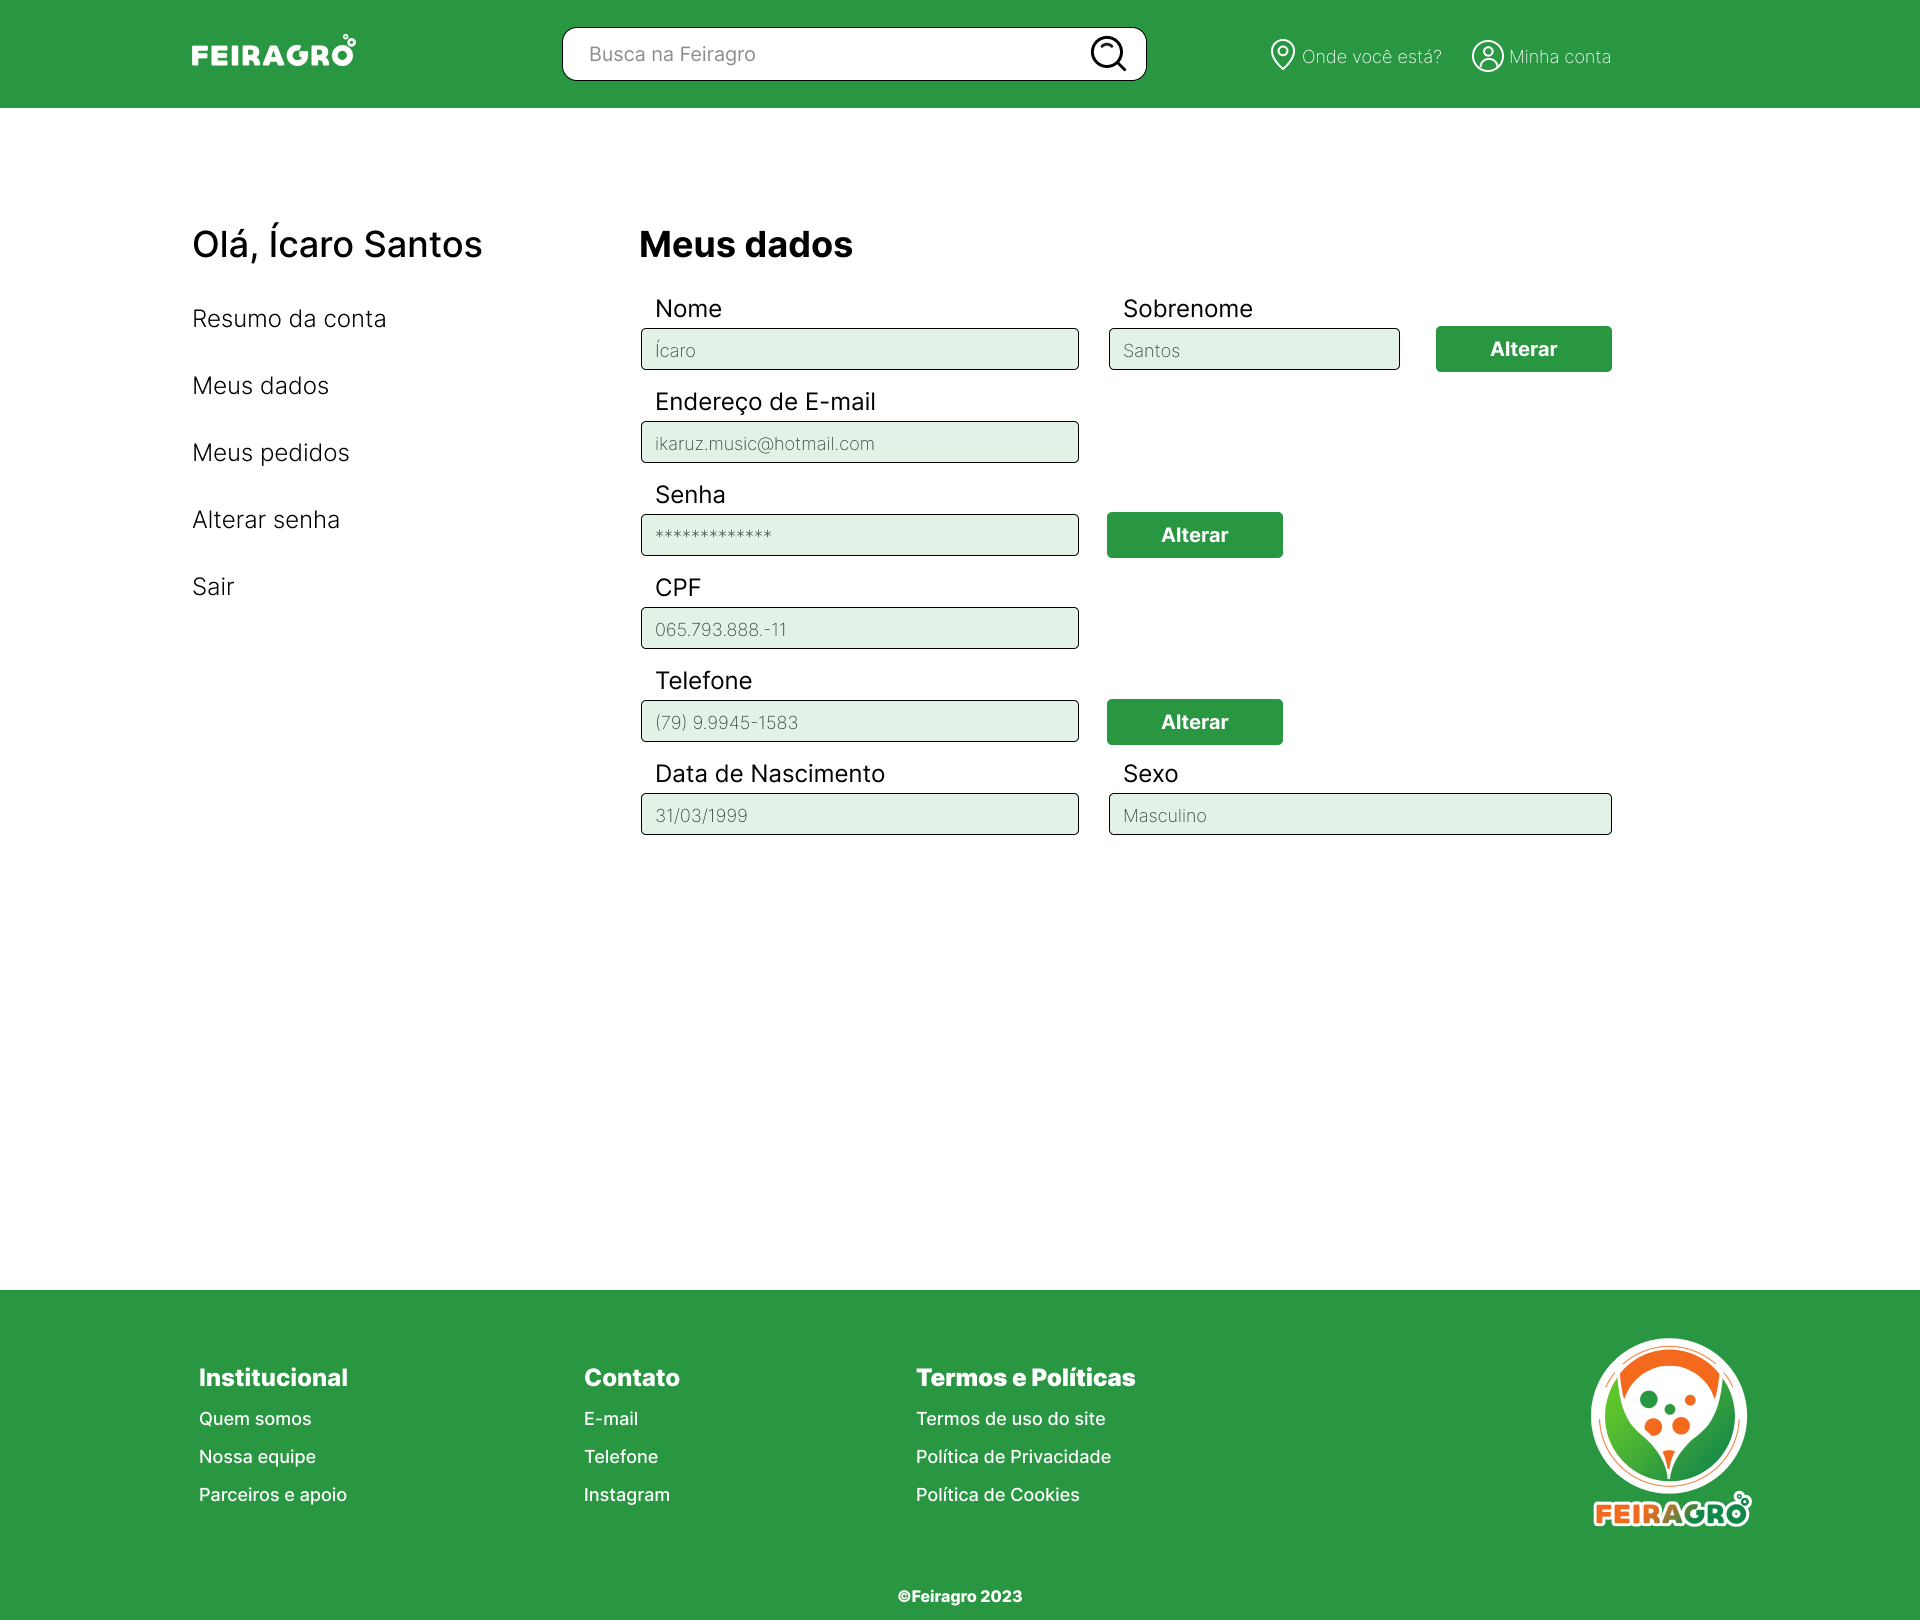 FEIRAGRO
Busca na Feiragro
Onde você está?
Minha conta
Olá, Ícaro Santos
Resumo da conta
Meus dados
Meus pedidos
Alterar senha
Sair
Meus dados
Nome
Sobrenome
Ícaro
Santos
Alterar
Endereço de E-mail
ikaruz.music@hotmail.com
Senha
*************
Alterar
CPF
065.793.888.-11
Telefone
(79) 9.9945-1583
Alterar
Data de Nascimento
Sexo
31/03/1999
Masculino
Institucional
Quem somos
Nossa equipe
Parceiros e apoio
Contato
E-mail
Telefone
Instagram
Termos e Políticas
Termos de uso do site
Política de Privacidade
Política de Cookies
FEIRAGRO
©Feiragro 2023